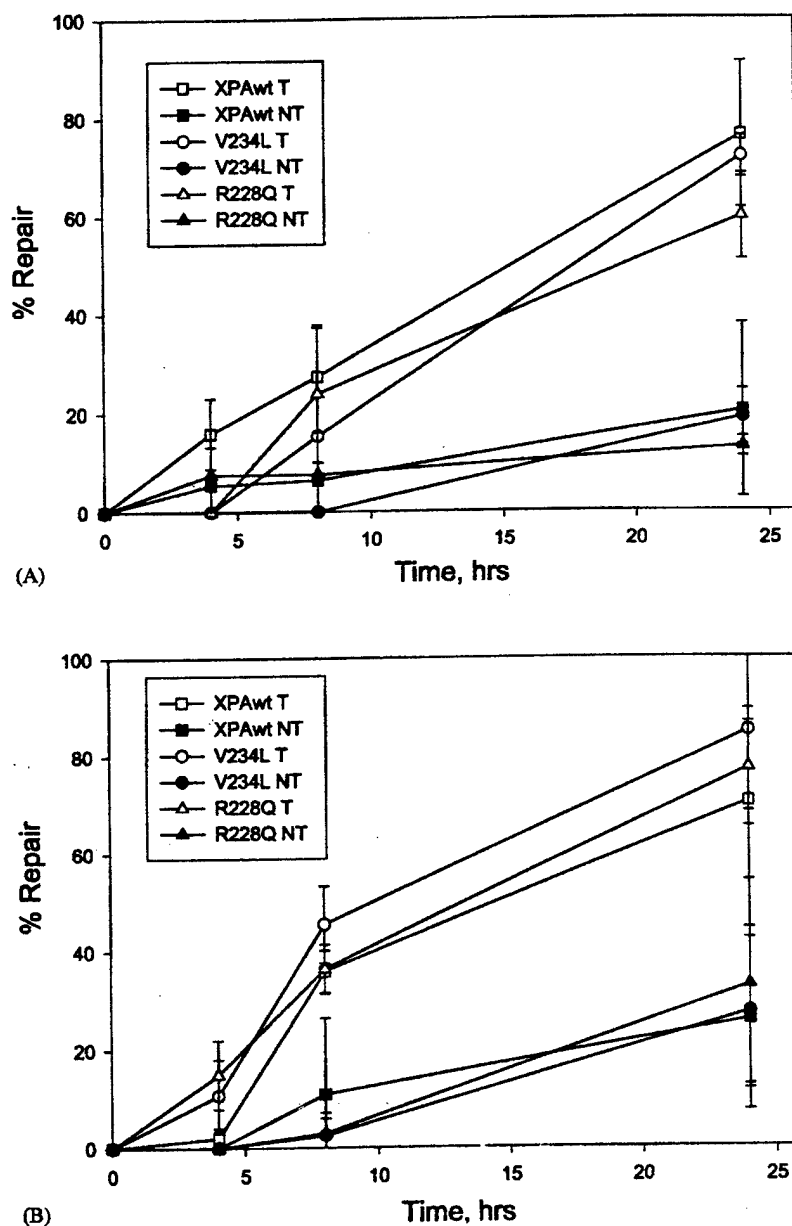 100
80
60
40
20
0
% Repair
XPAwt T
XPAwt NT
V234L T
V234L NT
R228Q T
R228Q NT
0 5 10 15 20 25
Time, hrs
(A)
100
80
60
40
20
0
% Repair
XPAwt T
XPAwt NT
V234L T
V234L NT
R228Q T
R228Q NT
0 5 10 15 20 25
Time, hrs
(B)